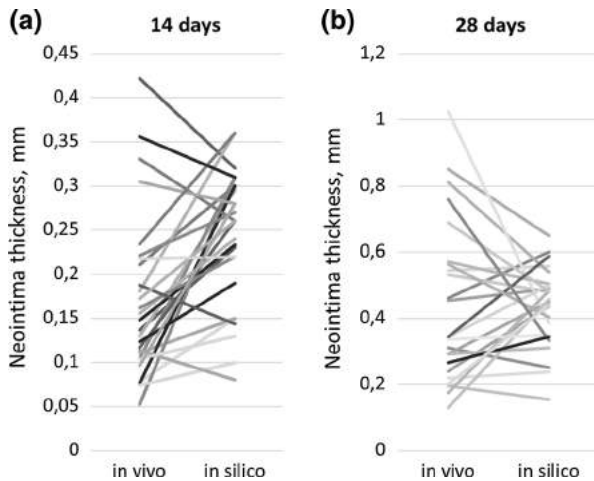 (a)
14 days
Neointima thickness, mm
0,45
0,4
0,35
0,3
0,25
0,2
0,15
0,1
0,05
0
in vivo
in silico
(b)
28 days
Neointima thickness, mm
1,2
1
0,8
0,6
0,4
0,2
0
in vivo
in silico